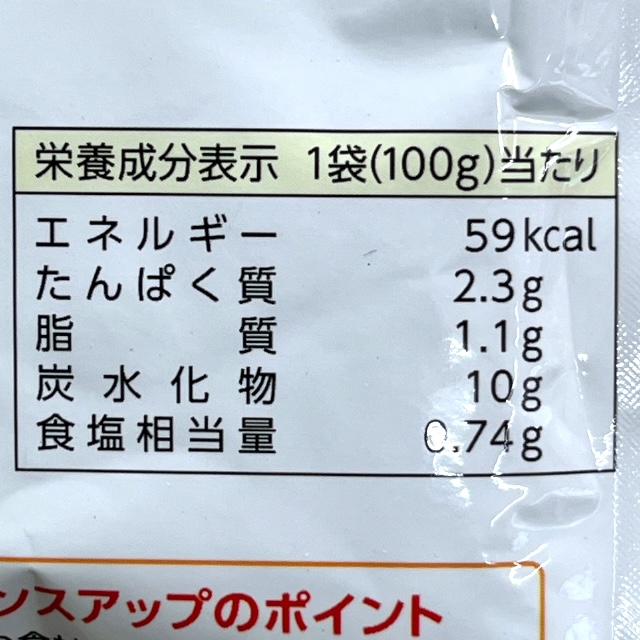 栄養成分表示 1袋(100g)当たり
エネルギー 59kcal
たんぱく質 2.3g
脂質 1.1g
炭水化物 10g
食塩相当量 0.74g
ンスアップのポイント